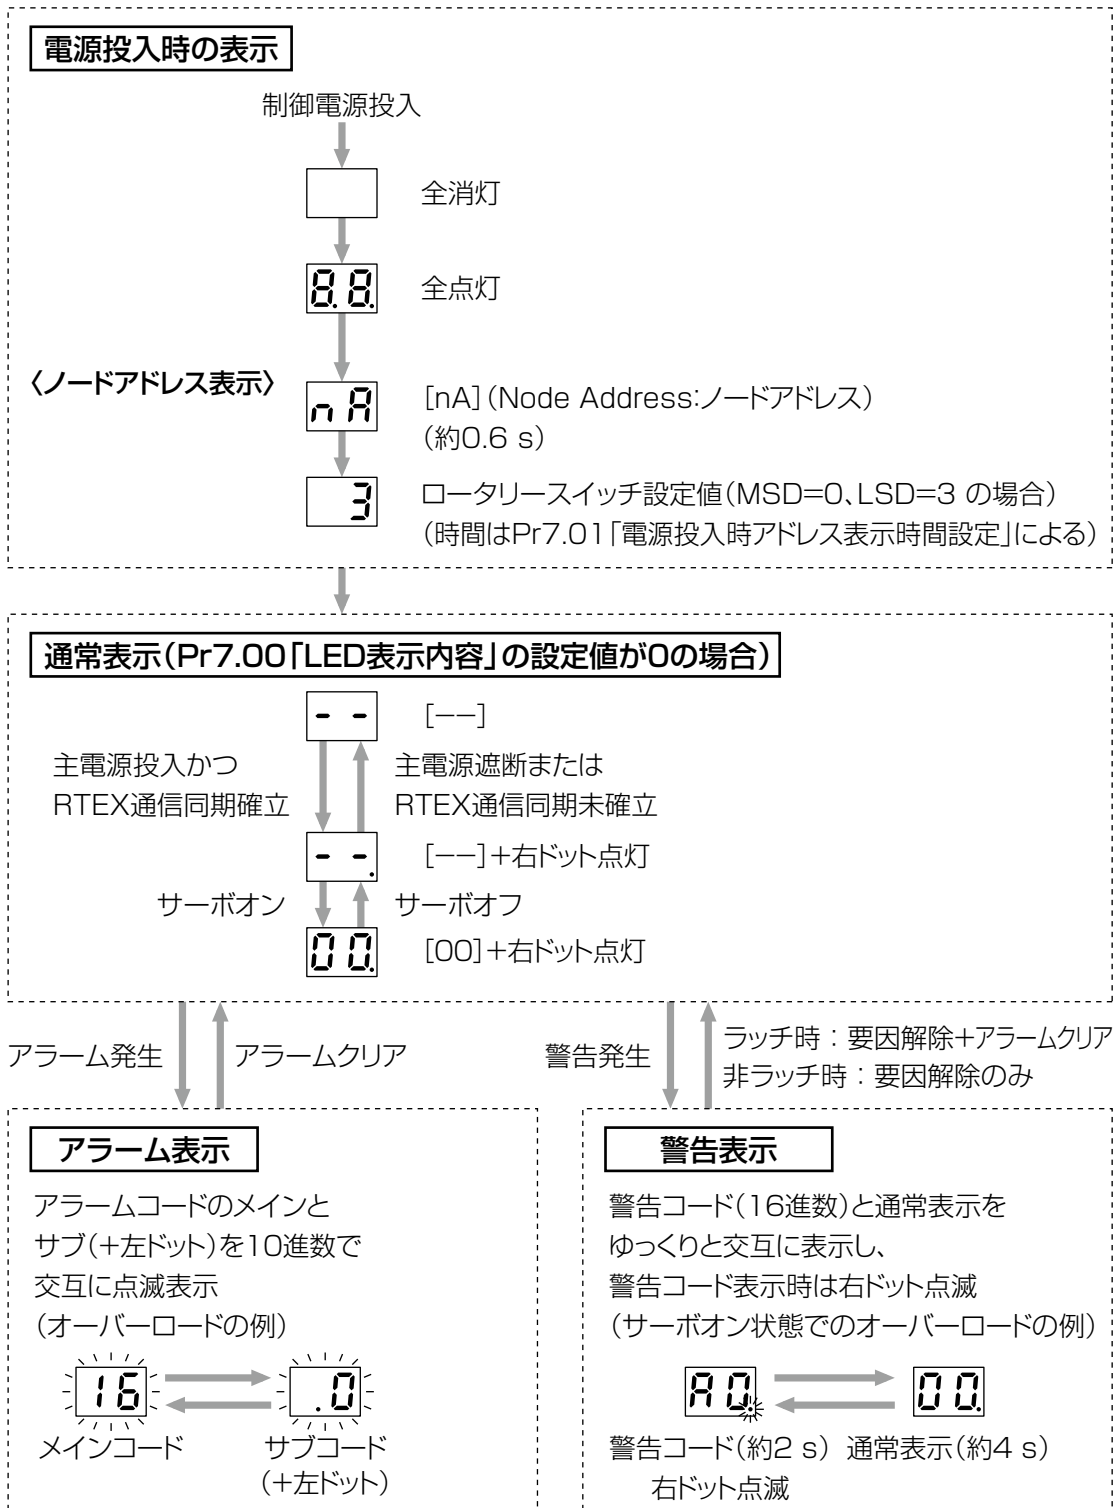 電源投入時の表示
制御電源投入
全消灯
8.8.
全点灯
〈ノードアドレス表示〉
nA
[nA](Node Address:ノードアドレス)
(約0.6 s)
3
ロータリースイッチ設定値(MSD=0、LSD=3 の場合)
(時間はPr7.01「電源投入時アドレス表示時間設定」による)
通常表示(Pr7.00「LED表示内容」の設定値が0の場合)
- -
[−−]
主電源投入かつ
RTEX通信同期確立
主電源遮断または
RTEX通信同期未確立
- -.
[−−]+右ドット点灯
サーボオン
サーボオフ
00.
[00]+右ドット点灯
アラーム発生
アラームクリア
警告発生
ラッチ時:要因解除+アラームクリア
非ラッチ時:要因解除のみ
アラーム表示
アラームコードのメインと
サブ(+左ドット)を10進数で
交互に点滅表示
(オーバーロードの例)
16
.0
メインコード
サブコード
(+左ドット)
警告表示
警告コード(16進数)と通常表示を
ゆっくりと交互に表示し、
警告コード表示時は右ドット点滅
(サーボオン状態でのオーバーロードの例)
A0.
00.
警告コード(約2 s)
右ドット点滅
通常表示(約4 s)